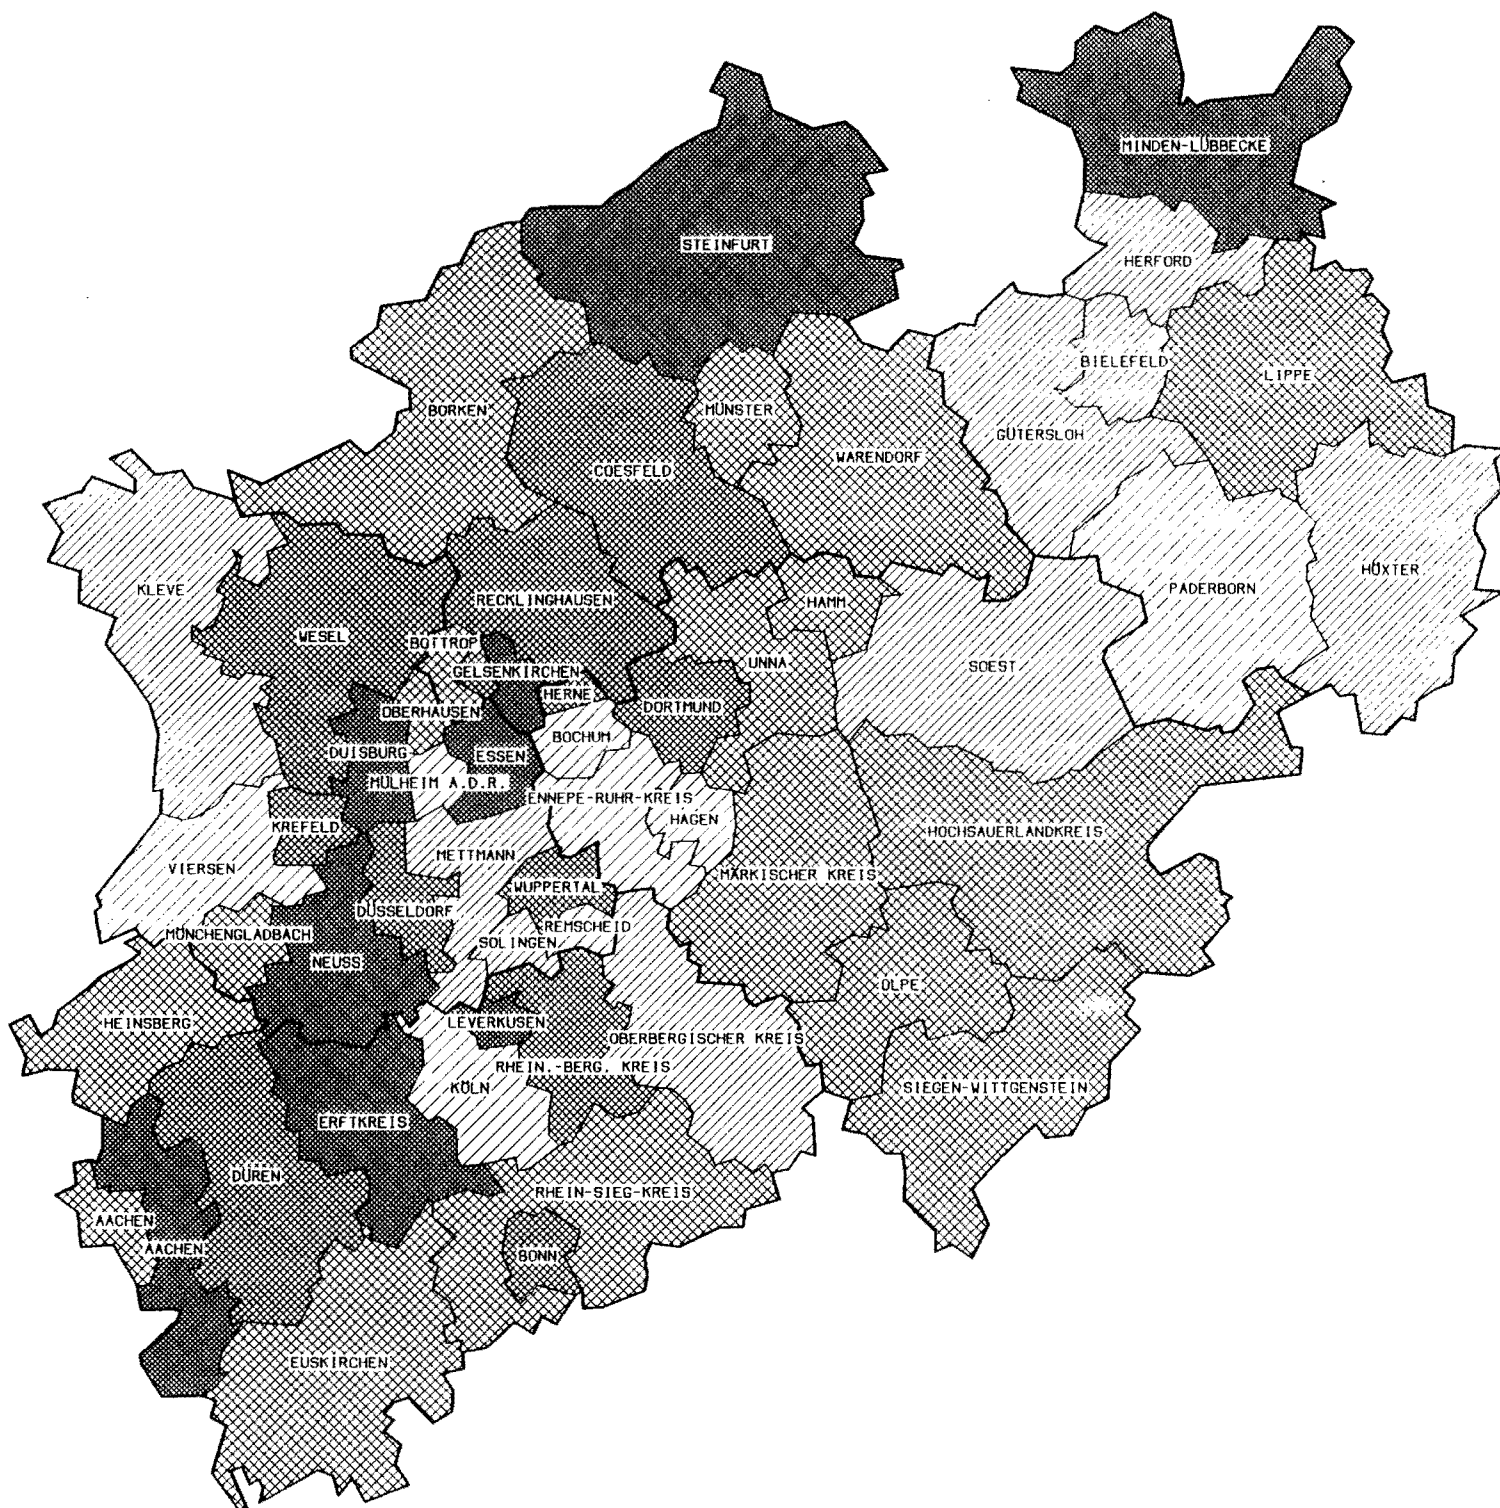 MINDEN-LÜBBECKE
STEINFURT
HERFORD
BIELEFELD
LIPPE
BORKEN
MÜNSTER
GÜTERSLOH
WARENDORF
COESFELD
HÖXTER
KLEVE
PADERBORN
RECKLINGHAUSEN
HAMM
WESEL
BOTTROP
UNNA
SOEST
GELSENKIRCHEN
HERNE
OBERHAUSEN
DORTMUND
BOCHUM
DUISBURG
ESSEN
MÜLHEIM A.D.R.
ENNEPE-RUHR-KREIS
HAGEN
KREFELD
HOCHSAUERLANDKREIS
METTMANN
VIERSEN
MÄRKISCHER KREIS
WUPPERTAL
DÜSSELDORF
REMSCHEID
MÖNCHENGLADBACH
SOLINGEN
NEUSS
OLPE
HEINSBERG
LEVERKUSEN
OBERBERGISCHER KREIS
RHEIN.-BERG. KREIS
KÖLN
SIEGEN-WITTGENSTEIN
ERFTKREIS
DÜREN
RHEIN-SIEG-KREIS
AACHEN
AACHEN
BONN
EUSKIRCHEN